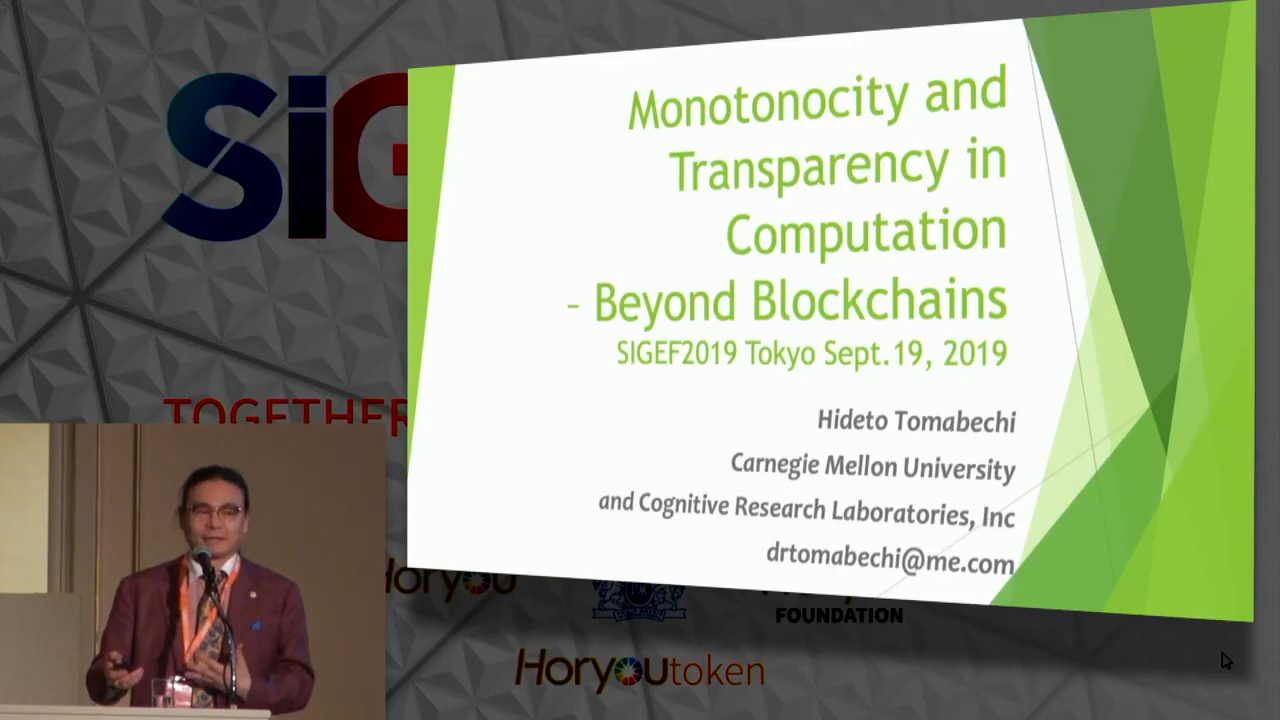 SiG
TOGETHER
Monotonocity and
Transparency in
Computation
– Beyond Blockchains
SIGEF2019 Tokyo Sept.19, 2019
Hideto Tomabechi
Carnegie Mellon University
and Cognitive Research Laboratories, Inc
drtomabechi@me.com
Horyou
FOUNDATION
Horyoutoken